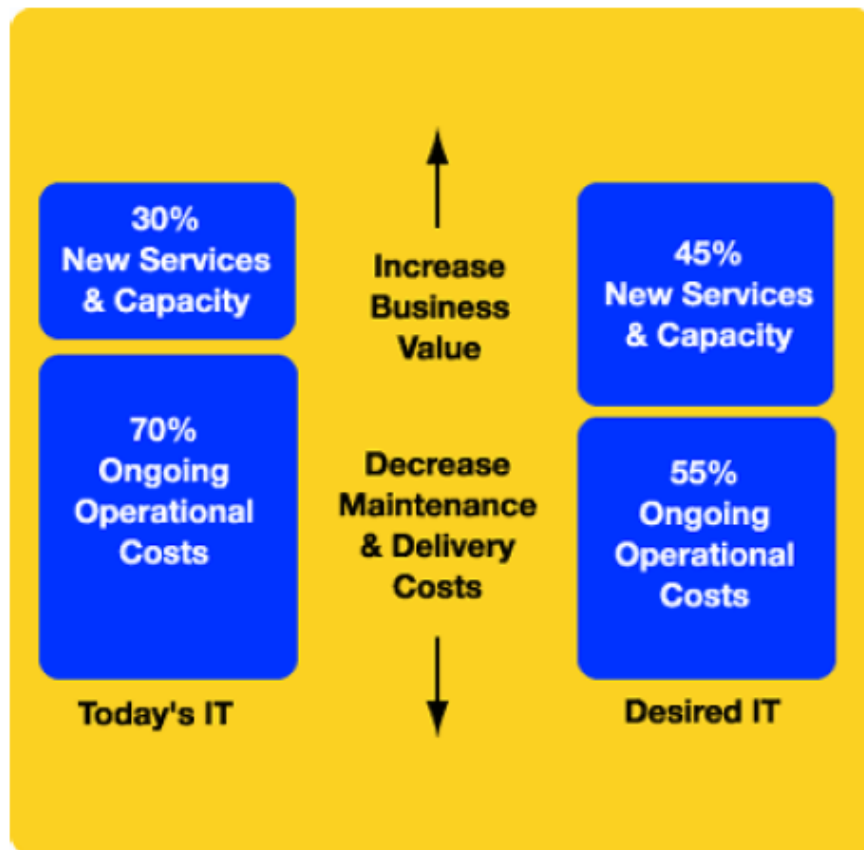 30%
New Services
& Capacity
70%
Ongoing
Operational
Costs
Today's IT
Increase
Business
Value
Decrease
Maintenance
& Delivery
Costs
45%
New Services
& Capacity
55%
Ongoing
Operational
Costs
Desired IT